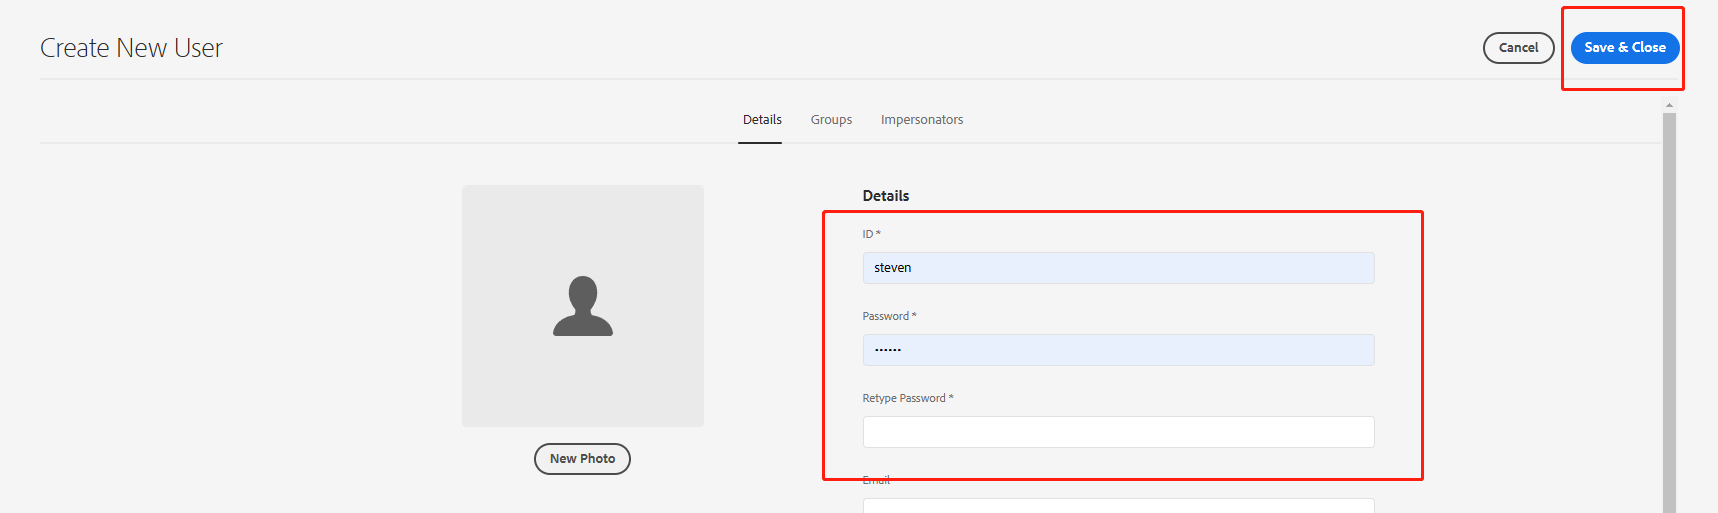 Create New User
Cancel
Save & Close
Details
Groups
Impersonators
Details
ID *
steven
Password *
••••••
Retype Password *
New Photo
Email